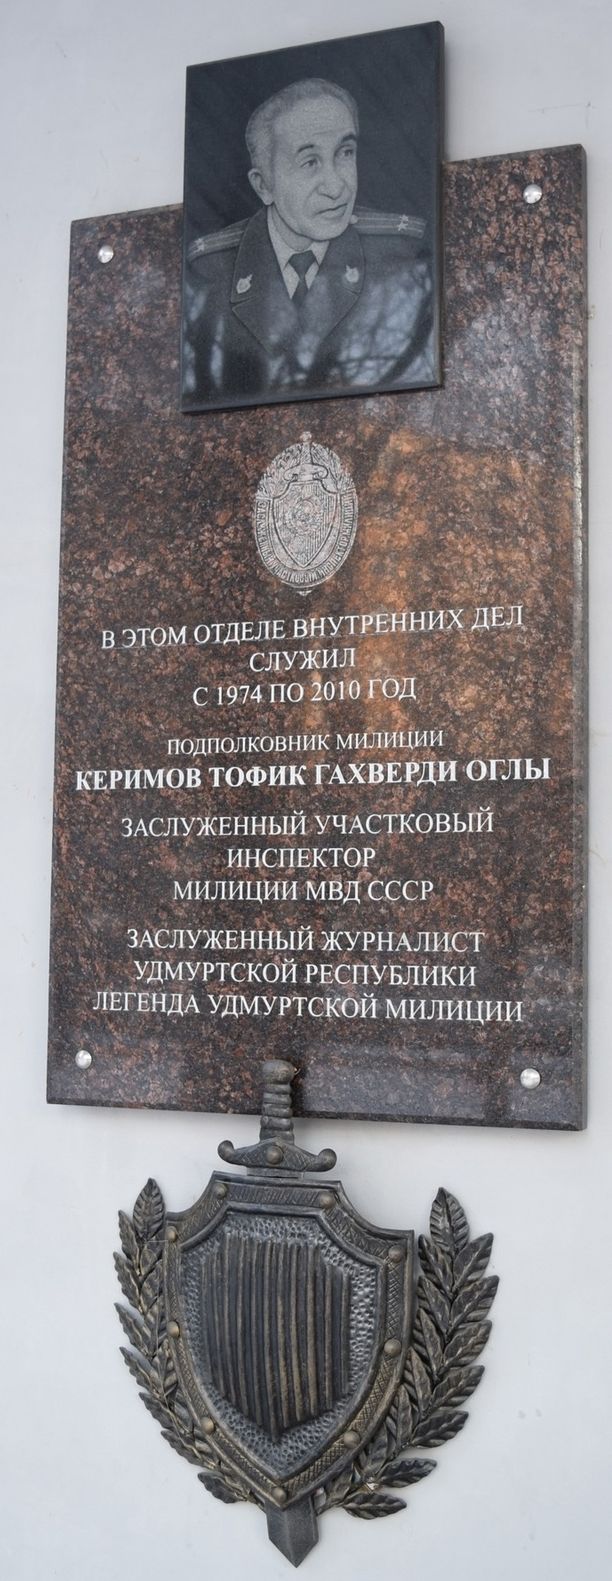 В ЭТОМ ОТДЕЛЕ ВНУТРЕННИХ ДЕЛ
СЛУЖИЛ
С 1974 ПО 2010 ГОД
ПОДПОЛКОВНИК МИЛИЦИИ
КЕРИМОВ ТОФИК ГАХВЕРДИ ОГЛЫ
ЗАСЛУЖЕННЫЙ УЧАСТКОВЫЙ
ИНСПЕКТОР
МИЛИЦИИ МВД СССР
ЗАСЛУЖЕННЫЙ ЖУРНАЛИСТ
УДМУРТСКОЙ РЕСПУБЛИКИ
ЛЕГЕНДА УДМУРТСКОЙ МИЛИЦИИ